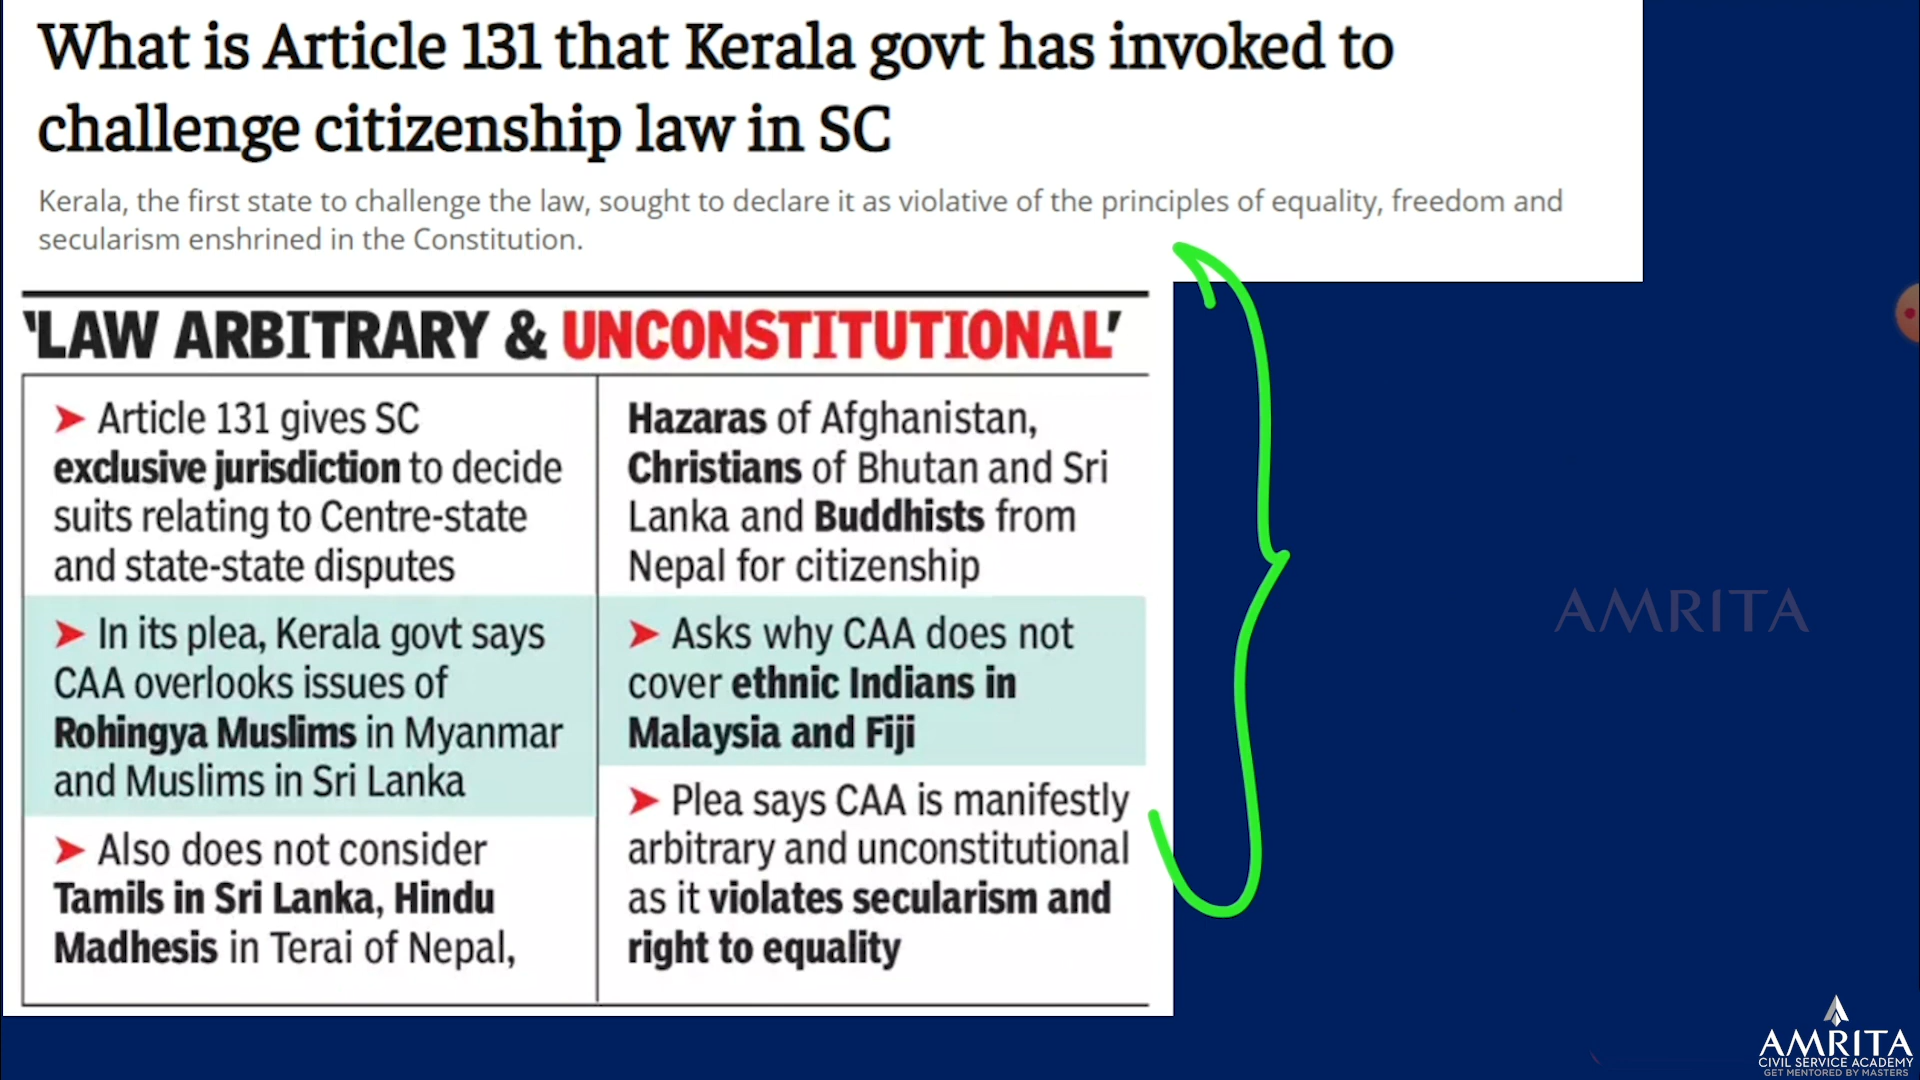 What is Article 131 that Kerala govt has invoked to
challenge citizenship law in SC
Kerala, the first state to challenge the law, sought to declare it as violative of the principles of equality, freedom and
secularism enshrined in the Constitution.
'LAW ARBITRARY & UNCONSTITUTIONAL'
➤ Article 131 gives SC
exclusive jurisdiction to decide
suits relating to Centre-state
and state-state disputes
➤ In its plea, Kerala govt says
CAA overlooks issues of
Rohingya Muslims in Myanmar
and Muslims in Sri Lanka
➤ Also does not consider
Tamils in Sri Lanka, Hindu
Madhesis in Terai of Nepal,
Hazaras of Afghanistan,
Christians of Bhutan and Sri
Lanka and Buddhists from
Nepal for citizenship
➤ Asks why CAA does not
cover ethnic Indians in
Malaysia and Fiji
➤ Plea says CAA is manifestly
arbitrary and unconstitutional
as it violates secularism and
right to equality
AMRITA
AMRITA
CIVIL SERVICE ACADEMY
GET MENTORED BY MASTERS